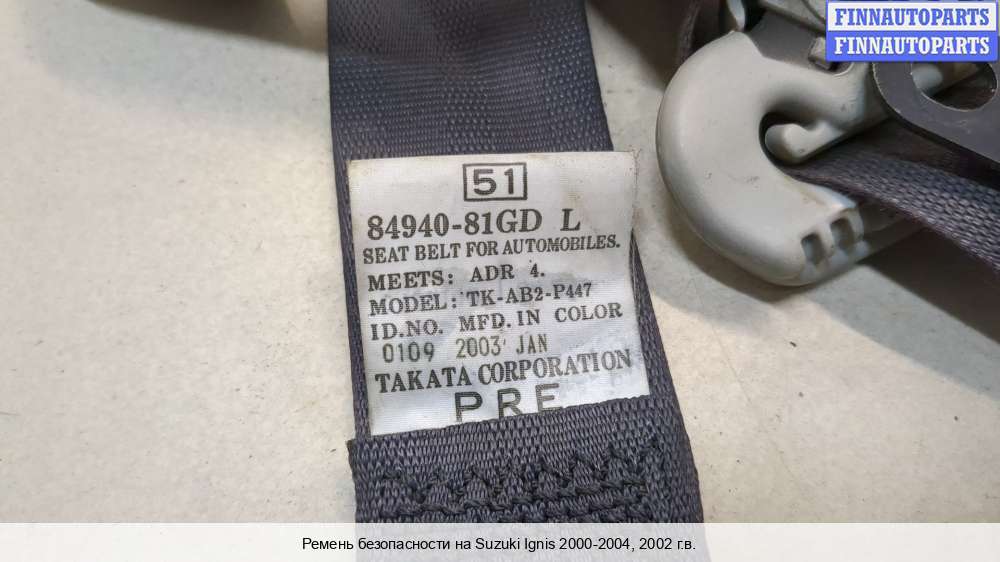 FINNAUTOPARTS
FINNAUTOPARTS
51
84940-81GD L
SEAT BELT FOR AUTOMOBILES.
MEETS: ADR 4.
MODEL: TK-AB2-P447
ID.NO. MFD.IN COLOR
0109 2003 JAN
TAKATA CORPORATION
PRE
Ремень безопасности на Suzuki Ignis 2000-2004, 2002 г.в.